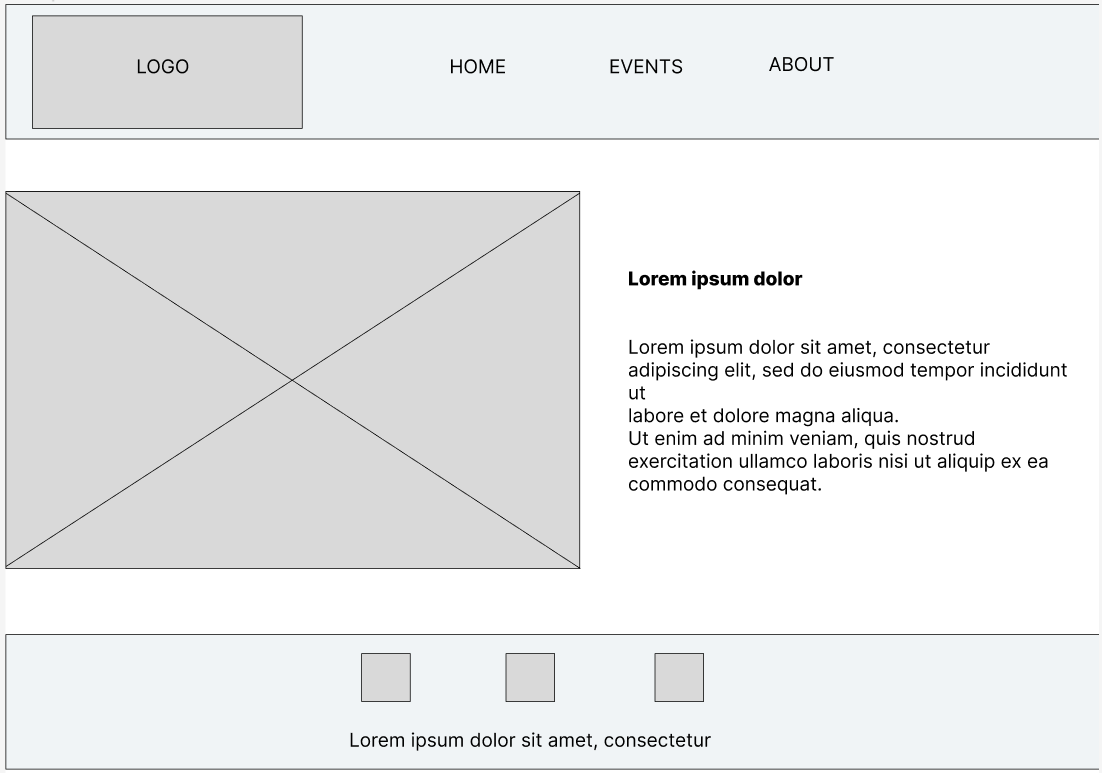 LOGO
HOME
EVENTS
ABOUT
Lorem ipsum dolor
Lorem ipsum dolor sit amet, consectetur
adipiscing elit, sed do eiusmod tempor incididunt
ut
labore et dolore magna aliqua.
Ut enim ad minim veniam, quis nostrud
exercitation ullamco laboris nisi ut aliquip ex ea
commodo consequat.
Lorem ipsum dolor sit amet, consectetur